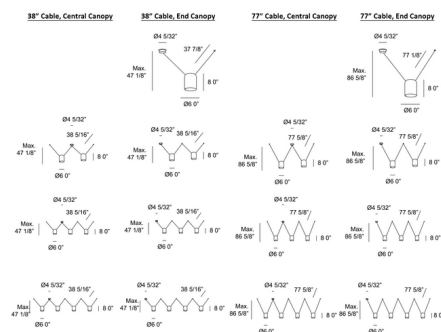 38" Cable, Central Canopy
38" Cable, End Canopy
77" Cable, Central Canopy
77" Cable, End Canopy
Ø4 5/32"
37 7/8"
Max.
47 1/8"
8 0"
Ø6 0"
Ø4 5/32"
77 1/8"
Max.
86 5/8"
8 0"
Ø6 0"
Ø4 5/32"
38 5/16"
Max.
47 1/8"
8 0"
Ø6 0"
Ø4 5/32"
38 5/16"
Max.
47 1/8"
8 0"
Ø6 0"
Ø4 5/32"
77 5/8"
Max.
86 5/8"
8 0"
Ø6 0"
Ø4 5/32"
77 5/8"
Max.
86 5/8"
8 0"
Ø6 0"
Ø4 5/32"
38 5/16"
Max.
47 1/8"
8 0"
Ø6 0"
Ø4 5/32"
38 5/16"
Max.
47 1/8"
8 0"
Ø6 0"
Ø4 5/32"
77 5/8"
Max.
86 5/8"
8 0"
Ø6 0"
Ø4 5/32"
77 5/8"
Max.
86 5/8"
8 0"
Ø6 0"
Ø4 5/32"
38 5/16"
Max.
47 1/8"
8 0"
Ø6 0"
Ø4 5/32"
38 5/16"
Max.
47 1/8"
8 0"
Ø6 0"
Ø4 5/32"
77 5/8"
Max.
86 5/8"
8 0"
Ø6 0"
Ø4 5/32"
77 5/8"
Max.
86 5/8"
8 0"
Ø6 0"